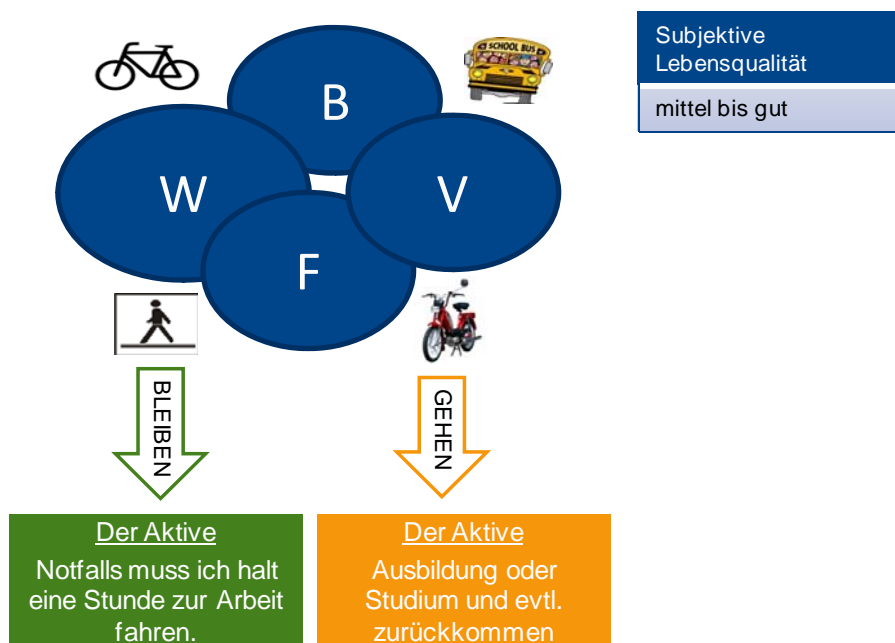 SCHOOL BUS
B
W
V
F
Subjektive
Lebensqualität
mittel bis gut
BLEIBEN
GEHEN
Der Aktive
Notfalls muss ich halt
eine Stunde zur Arbeit
fahren.
Der Aktive
Ausbildung oder
Studium und evtl.
zurückkommen